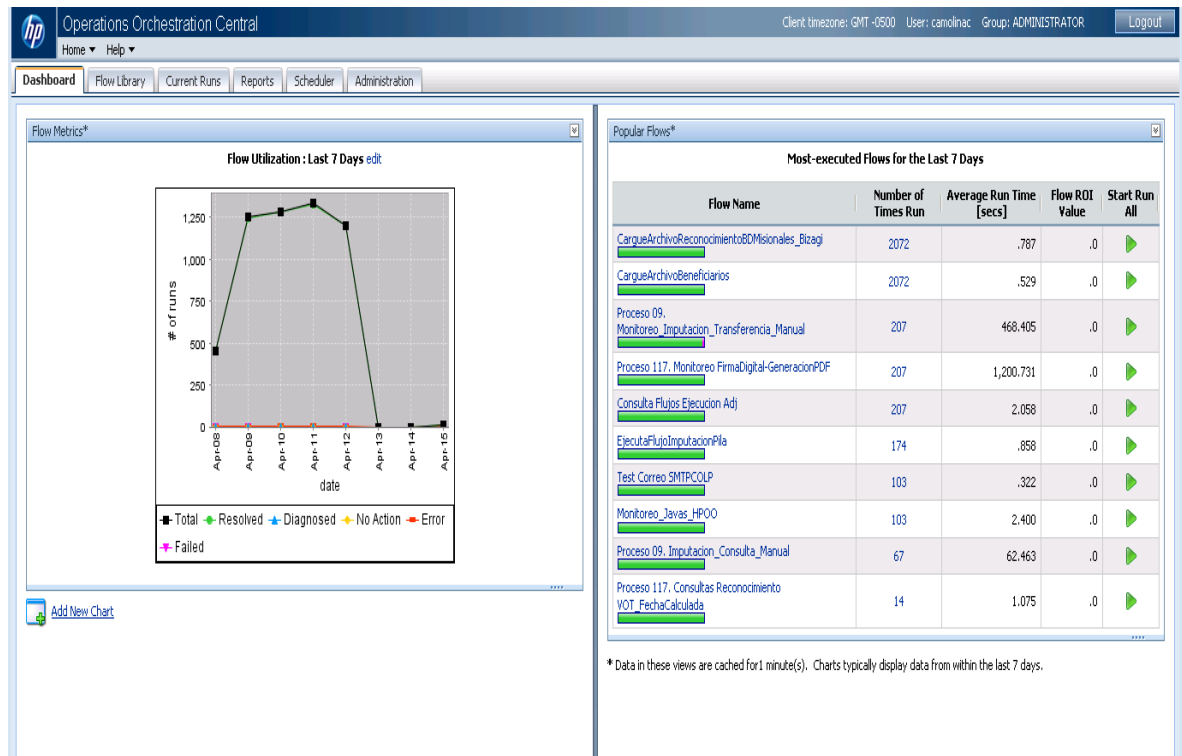 hp Operations Orchestration Central
Client timezone: GMT -0500 User: camolinac Group: ADMINISTRATOR Logout
Home Help
Dashboard Flow Library Current Runs Reports Scheduler Administration
Flow Metrics*
Flow Utilization : Last 7 Days edit
# of runs
1,250
1,000
750
500
250
0
Apr-08 Apr-09 Apr-10 Apr-11 Apr-12 Apr-13 Apr-14 Apr-15
date
Total Resolved Diagnosed No Action Error
Failed
Add New Chart
Popular Flows*
Most-executed Flows for the Last 7 Days
Flow Name Number of Times Run Average Run Time [secs] Flow ROI Value Start Run All
CargueArchivoReconocimientoBDMisionales_Bizagi 2072 .787 .0
CargueArchivoBeneficiarios 2072 .529 .0
Proceso 09.
Monitoreo_Imputacion_Transferencia_Manual 207 468.405 .0
Proceso 117. Monitoreo FirmaDigital-GeneracionPDF 207 1,200.731 .0
Consulta Flujos Ejecucion Adj 207 2.058 .0
EjecutaFlujoImputacionPila 174 .858 .0
Test Correo SMTPCOLP 103 .322 .0
Monitoreo_Javas_HPOO 103 2.400 .0
Proceso 09. Imputacion_Consulta_Manual 67 62.463 .0
Proceso 117. Consultas Reconocimiento
VOT_FechaCalculada 14 1.075 .0
* Data in these views are cached for1 minute(s). Charts typically display data from within the last 7 days.